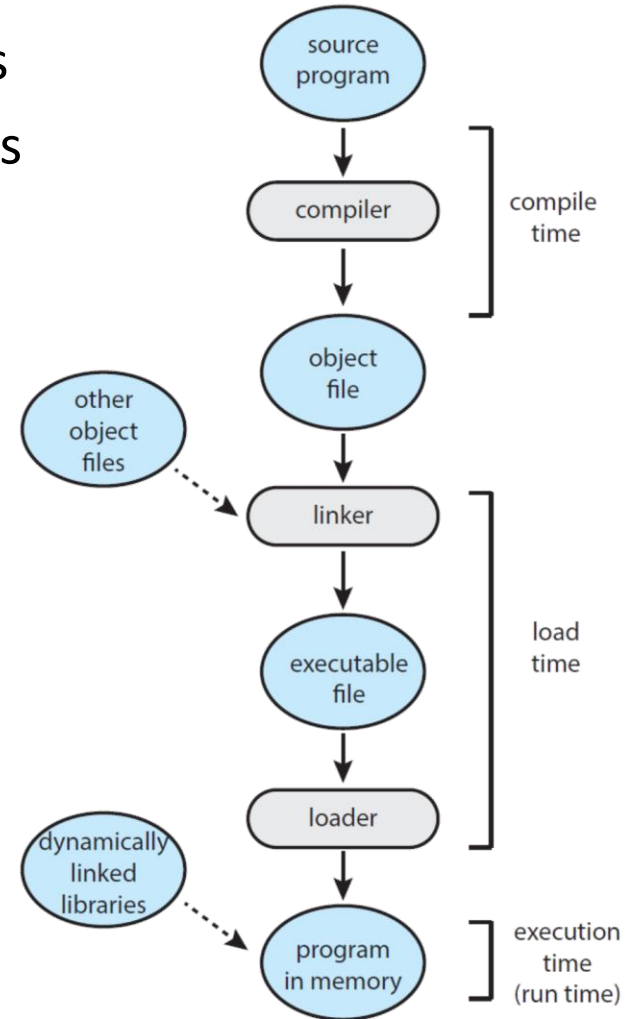 s
s
source
program
compiler
compile
time
object
file
other
object
files
linker
load
time
executable
file
loader
dynamically
linked
libraries
program
in memory
execution
time
(run time)